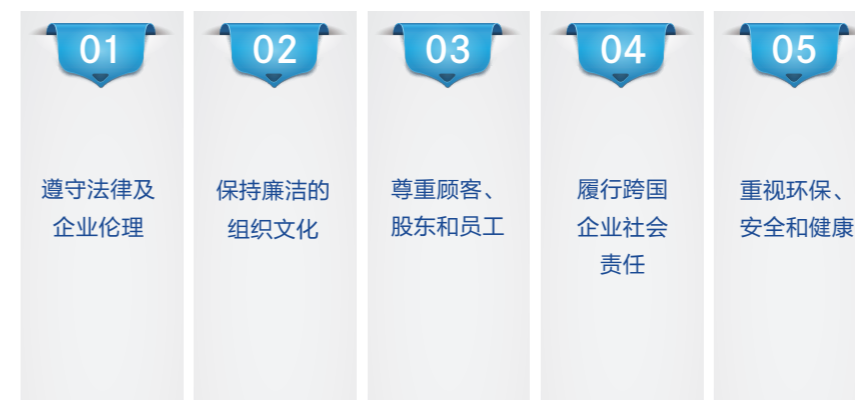 01
遵守法律及
企业伦理
02
保持廉洁的
组织文化
03
尊重顾客、
股东和员工
04
履行跨国
企业社会
责任
05
重视环保、
安全和健康